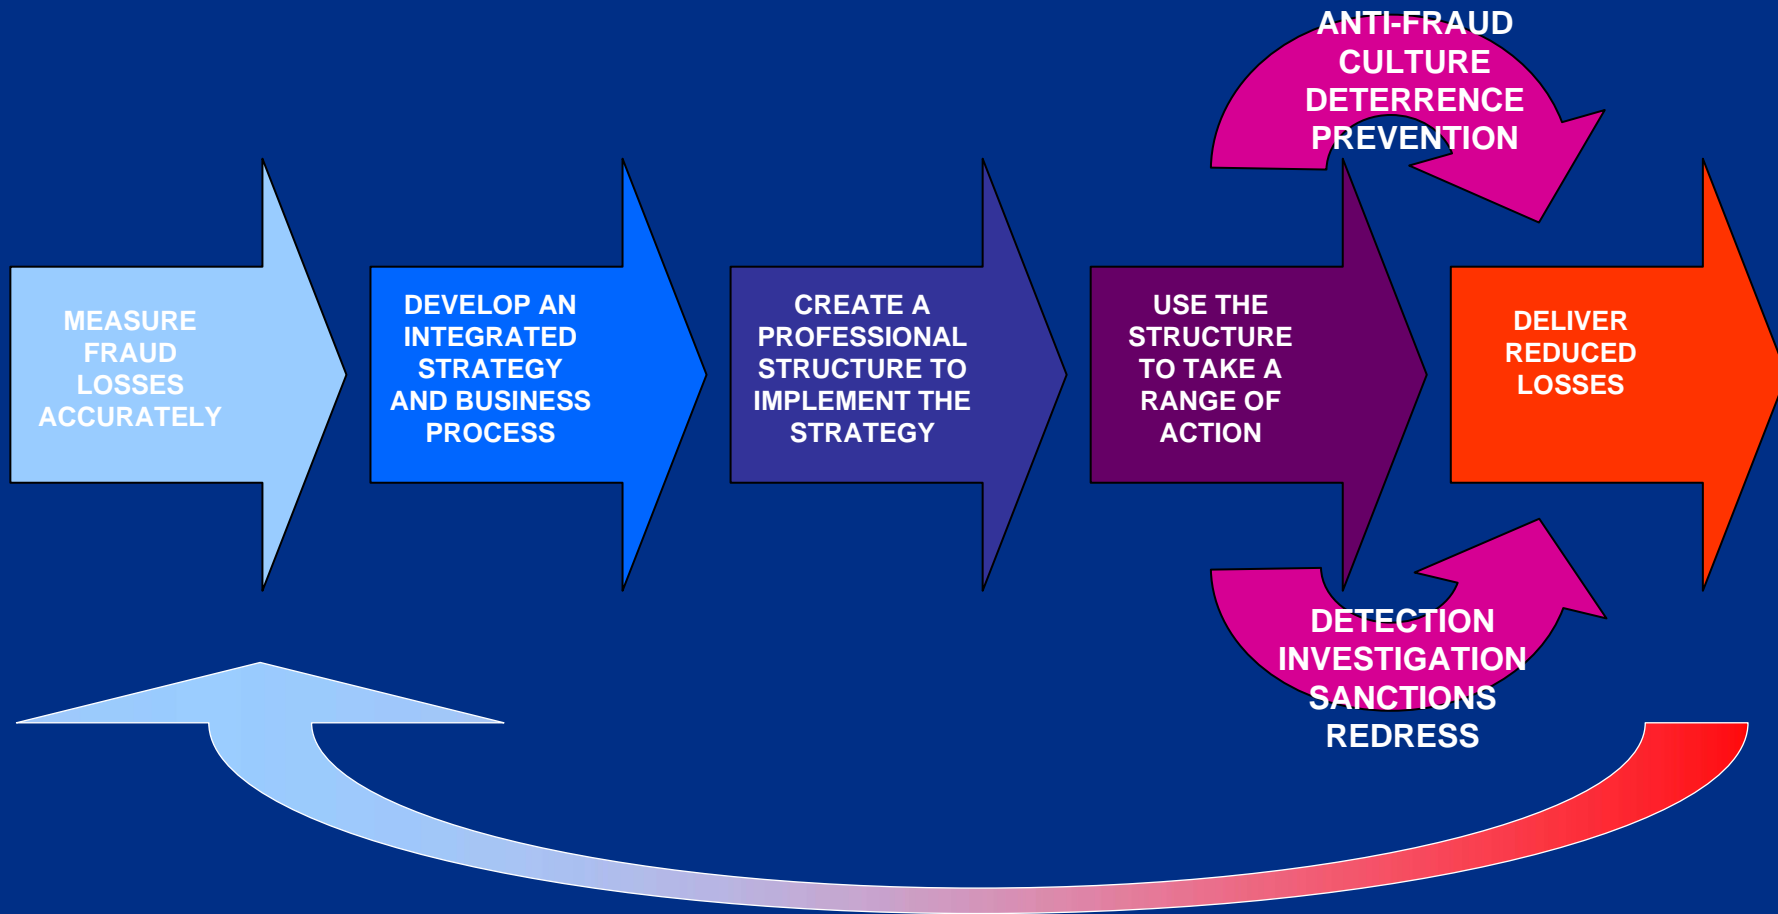 ANTI-FRAUD
CULTURE
DETERRENCE
PREVENTION
MEASURE
FRAUD
LOSSES
ACCURATELY
DEVELOP AN
INTEGRATED
STRATEGY
AND BUSINESS
PROCESS
CREATE A
PROFESSIONAL
STRUCTURE TO
IMPLEMENT THE
STRATEGY
USE THE
STRUCTURE
TO TAKE A
RANGE OF
ACTION
DELIVER
REDUCED
LOSSES
DETECTION
INVESTIGATION
SANCTIONS
REDRESS